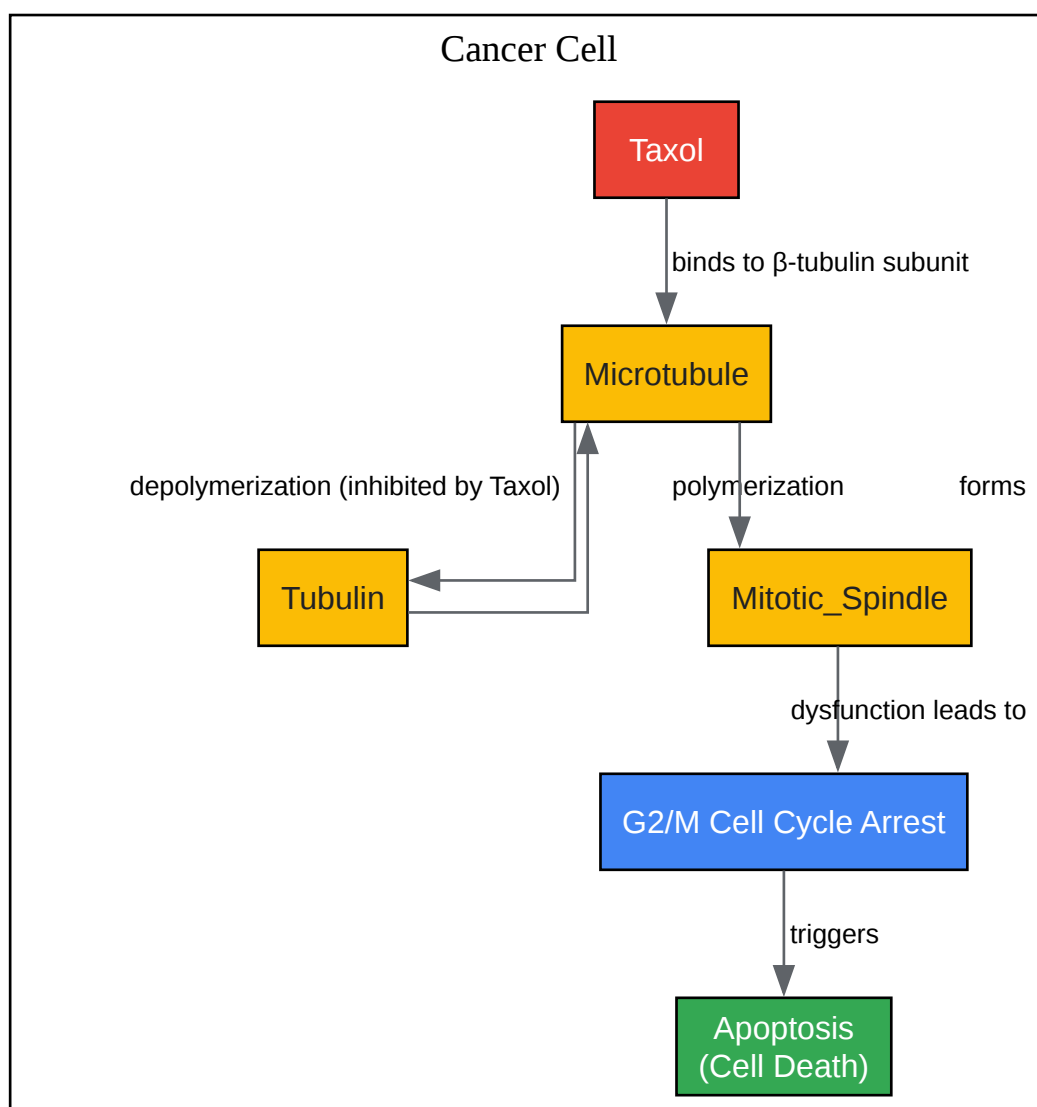 Cancer Cell
Taxol
binds to β-tubulin subunit
Microtubule
depolymerization (inhibited by Taxol)
polymerization
forms
Tubulin
Mitotic_Spindle
dysfunction leads to
G2/M Cell Cycle Arrest
triggers
Apoptosis
(Cell Death)